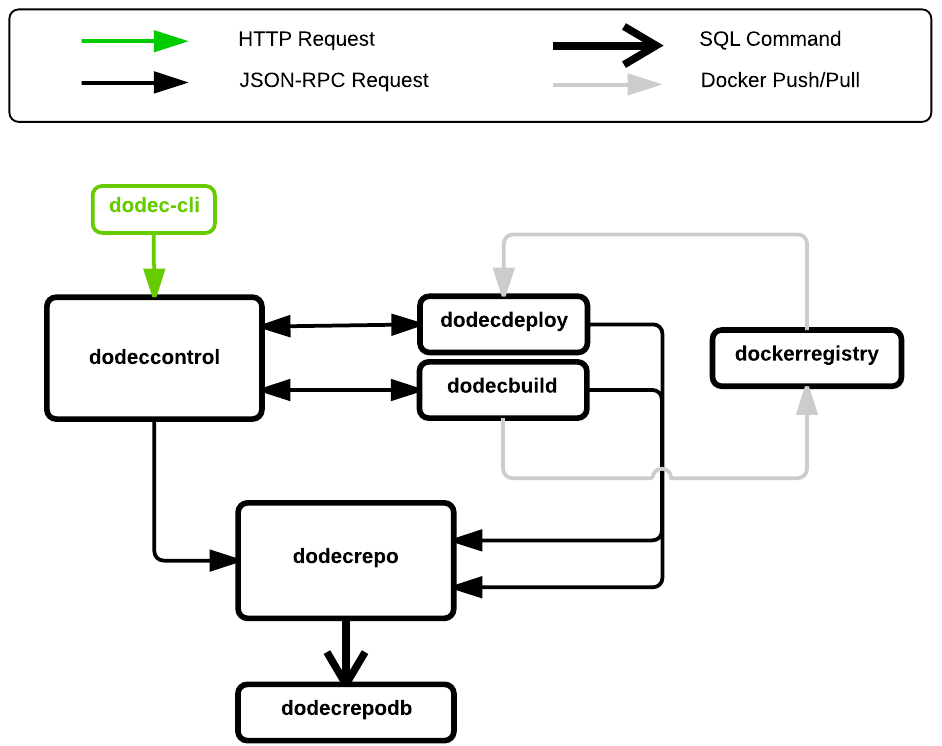 HTTP Request
SQL Command
JSON-RPC Request
Docker Push/Pull
dodec-cli
dodecdeploy
dodeccontrol
dockerregistry
dodecbuild
dodecrepo
dodecrepodb